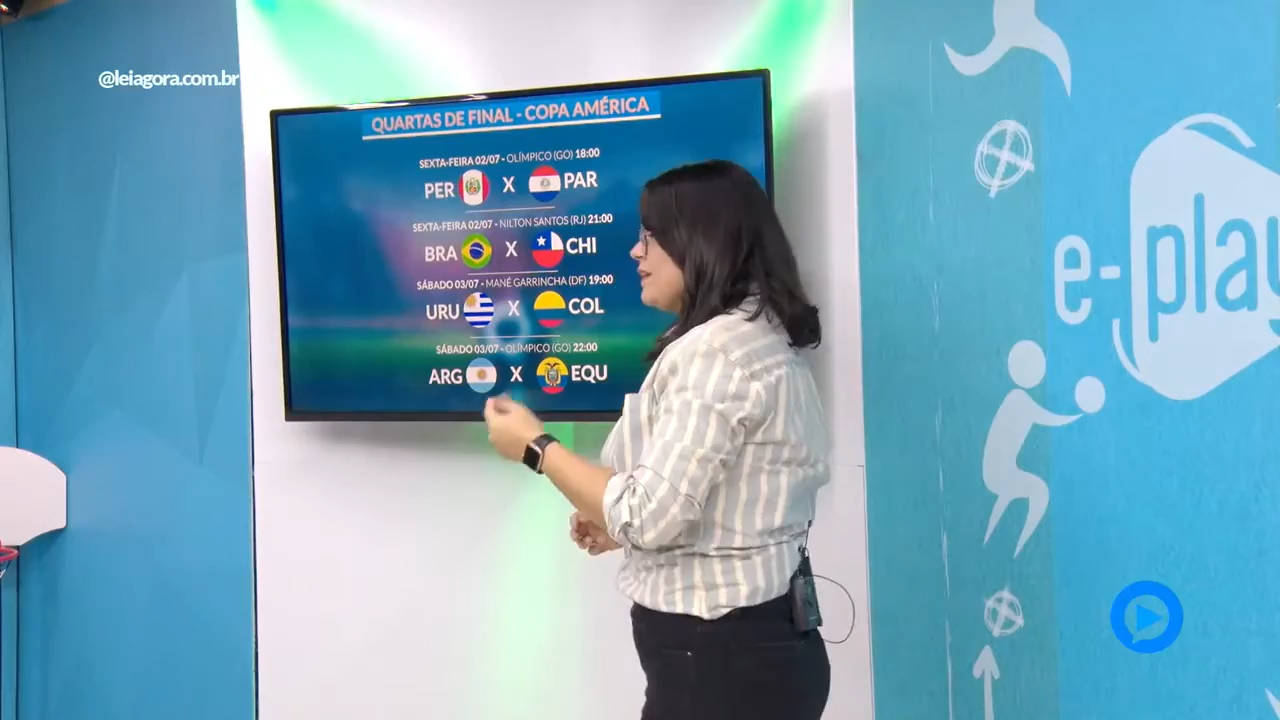 @leiagora.com.br
QUARTAS DE FINAL - COPA AMÉRICA
SEXTA-FEIRA 02/07 - OLÍMPICO (GO) 18:00
PER X PAR
SEXTA-FEIRA 02/07 - NILTON SANTOS (RJ) 21:00
BRA X CHI
SÁBADO 03/07 - MANÉ GARRINCHA (DF) 19:00
URU X COL
SÁBADO 03/07 - OLÍMPICO (GO) 22:00
ARG X EQU
e-play